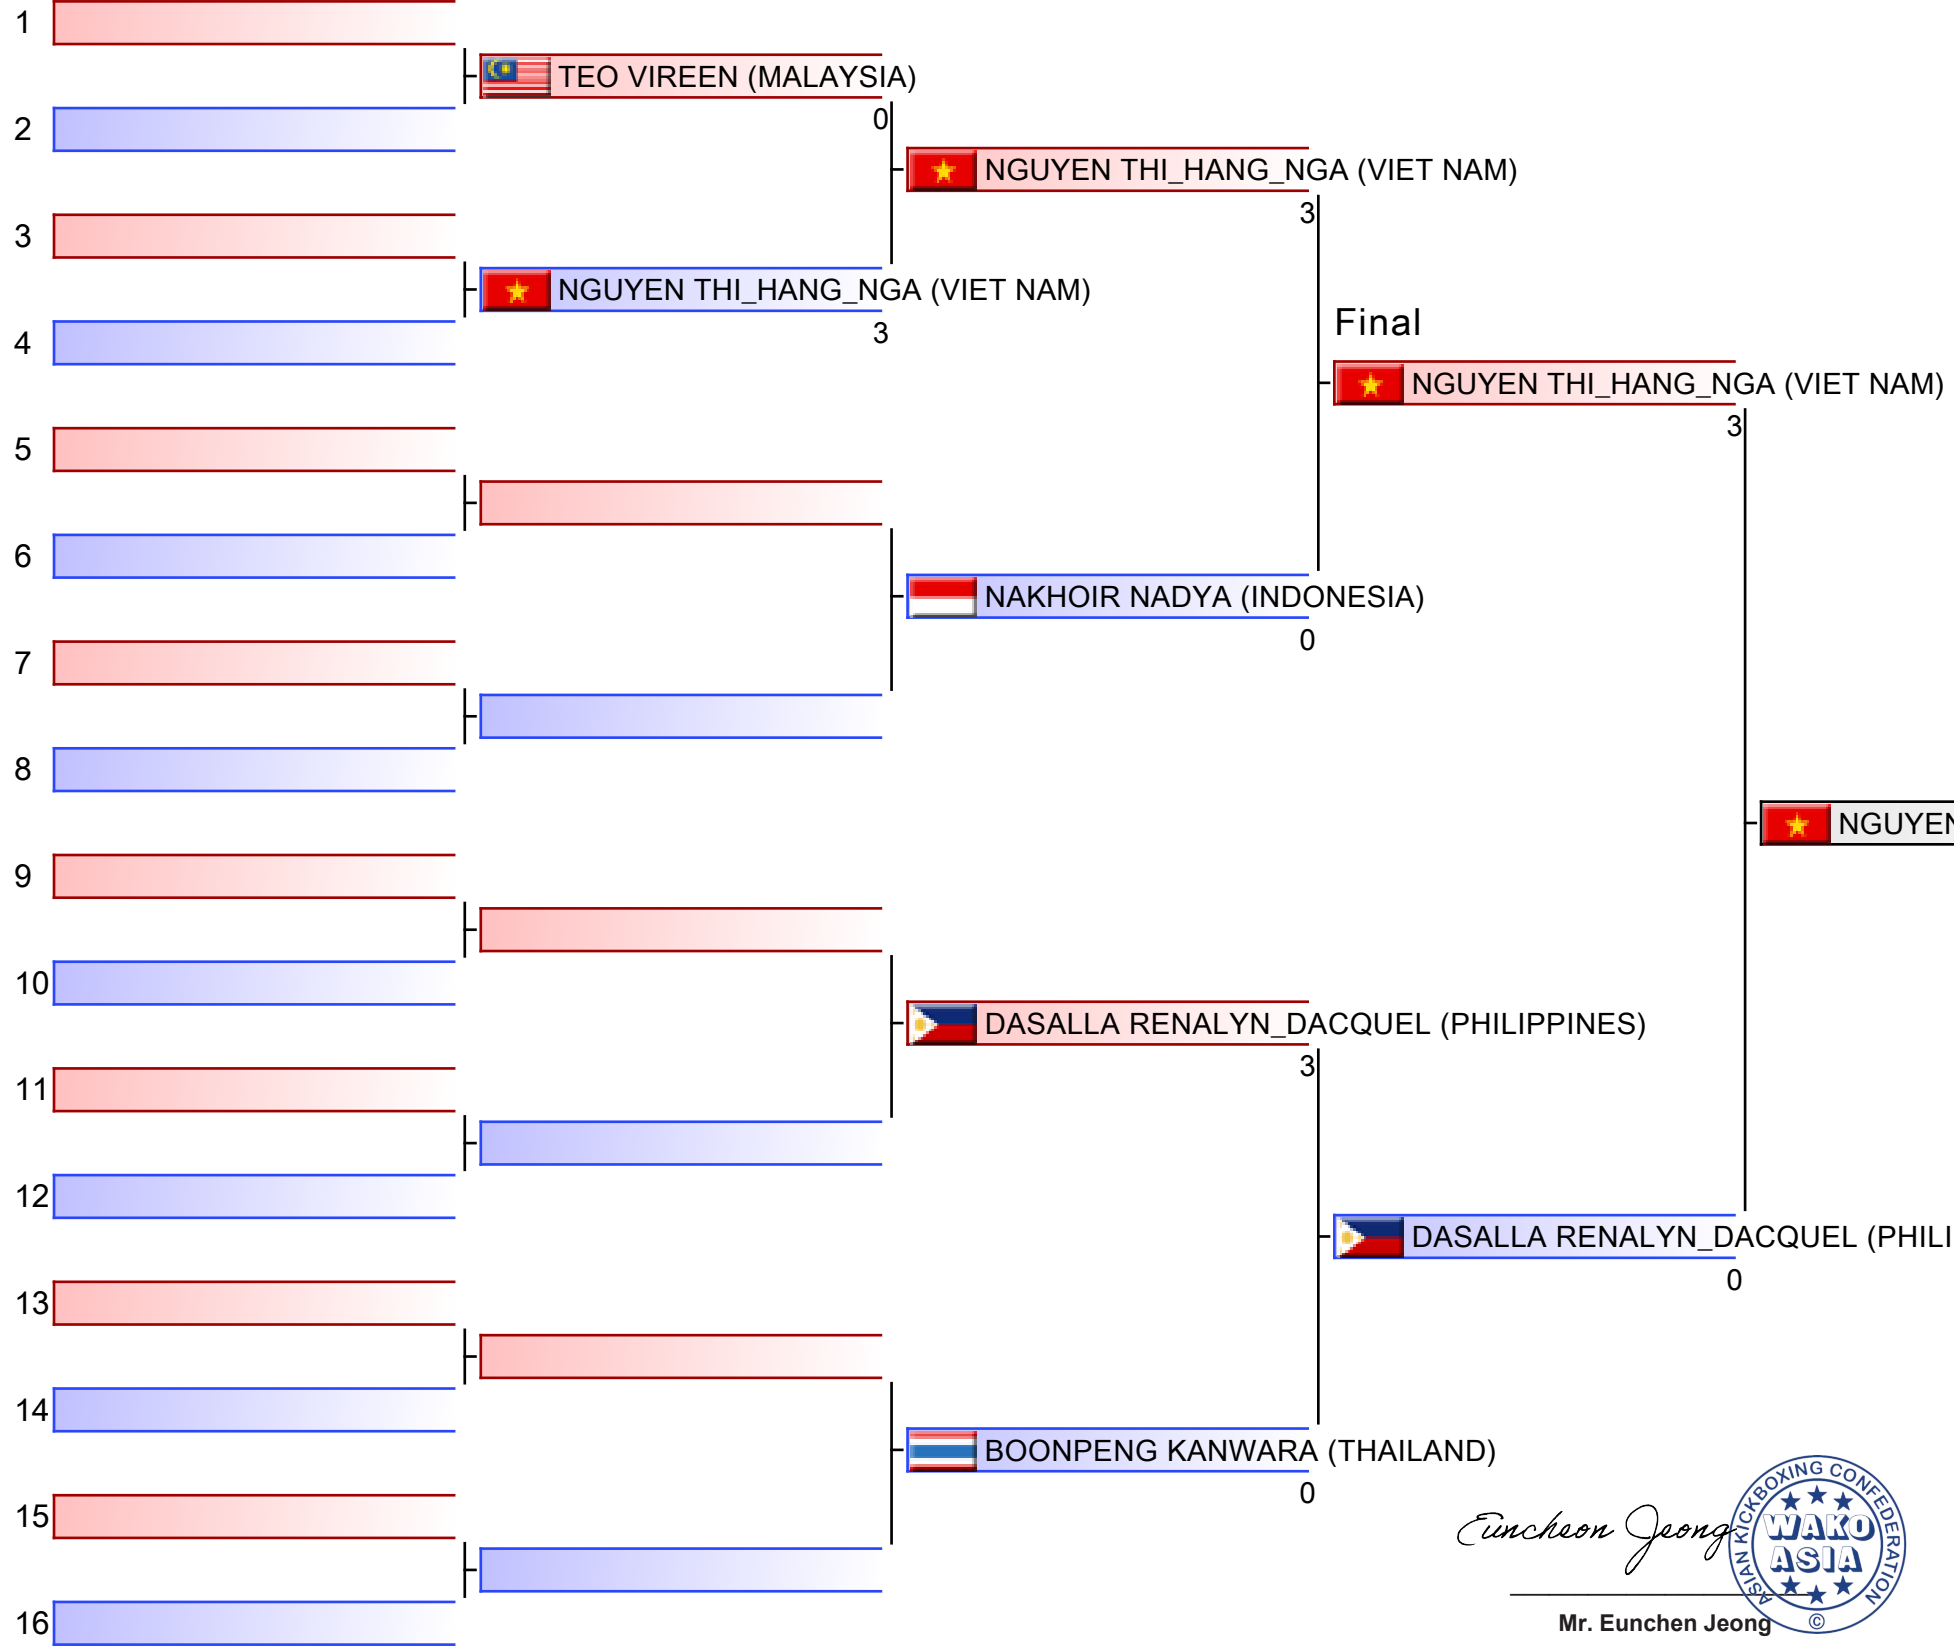 1
TEO VIREEN (MALAYSIA)
0
2
NGUYEN THI_HANG_NGA (VIET NAM)
3
3
NGUYEN THI_HANG_NGA (VIET NAM)
3
4
Final
NGUYEN THI_HANG_NGA (VIET NAM)
3
5
6
NAKHOIR NADYA (INDONESIA)
0
7
8
NGUYEN
9
10
DASALLA RENALYN_DACQUEL (PHILIPPINES)
3
11
12
DASALLA RENALYN_DACQUEL (PHILI
0
13
14
BOONPENG KANWARA (THAILAND)
0
15
16
Euncheon Jeong
Mr. Eunchen Jeong
ASIAN KICKBOXING CONFEDERATION
WAKO
ASIA
©